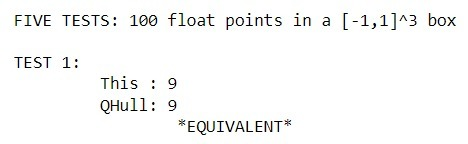 FIVE TESTS: 100 float points in a [-1,1]^3 box
TEST 1:
This : 9
QHull: 9
*EQUIVALENT*